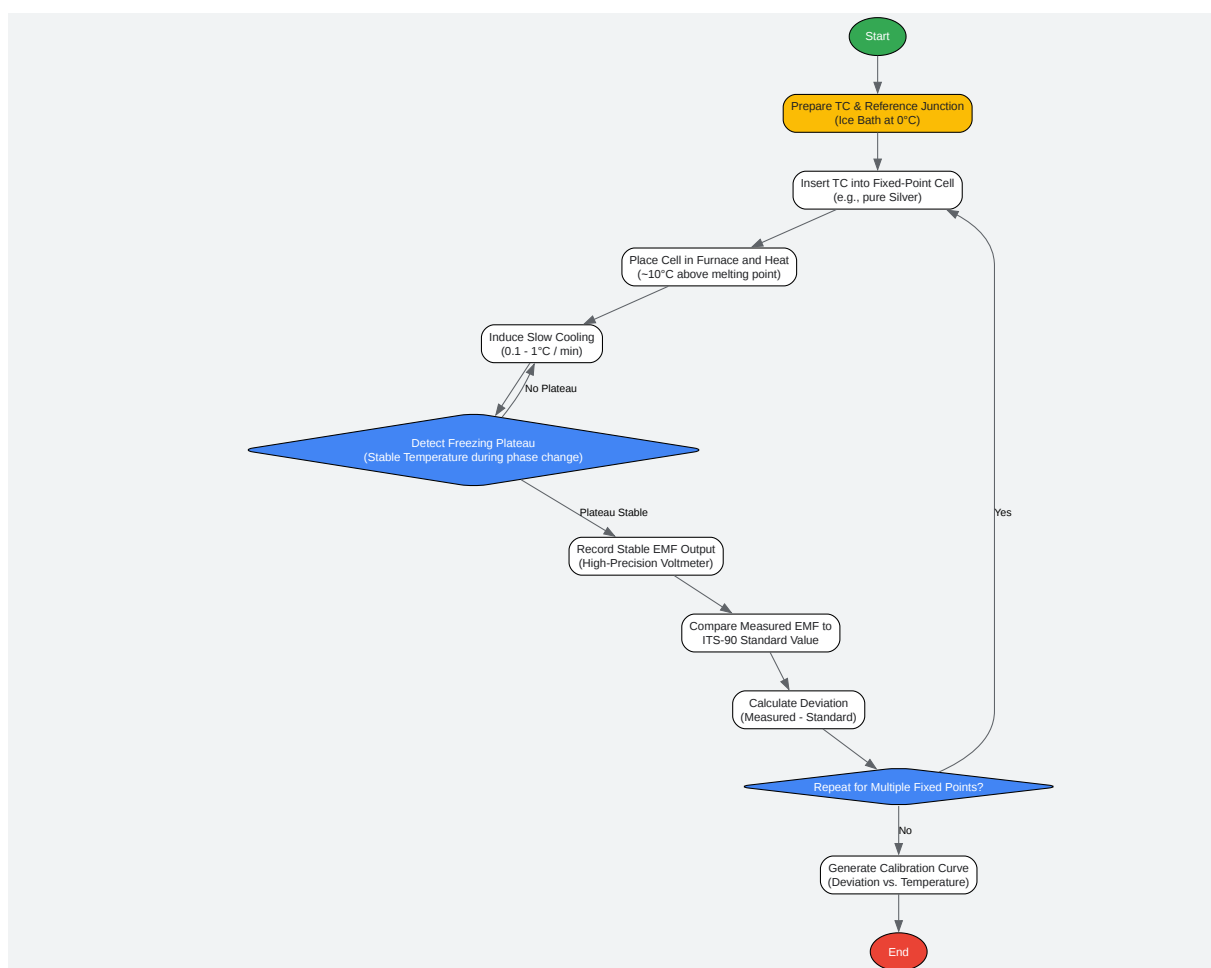 Start
Prepare TC & Reference Junction
(Ice Bath at 0°C)
Insert TC into Fixed-Point Cell
(e.g., pure Silver)
Place Cell in Furnace and Heat
(~10°C above melting point)
Induce Slow Cooling
(0.1 - 1°C / min)
No Plateau
Detect Freezing Plateau
(Stable Temperature during phase change)
Plateau Stable
Yes
Record Stable EMF Output
(High-Precision Voltmeter)
Compare Measured EMF to
ITS-90 Standard Value
Calculate Deviation
(Measured - Standard)
Repeat for Multiple Fixed Points?
No
Generate Calibration Curve
(Deviation vs. Temperature)
End